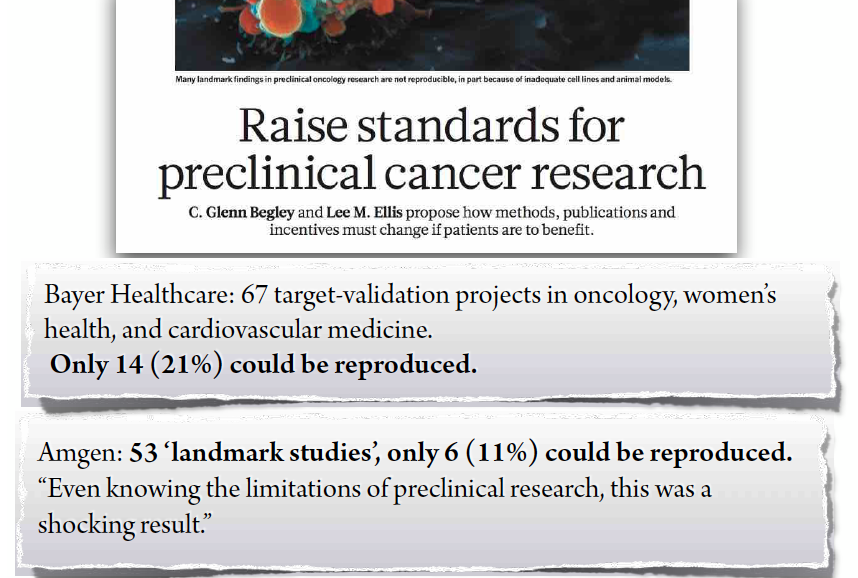 Many landmark findings in preclinical oncology research are not reproducible, in part because of inadequate cell lines and animal models.
Raise standards for
preclinical cancer research
C. Glenn Begley and Lee M. Ellis propose how methods, publications and
incentives must change if patients are to benefit.
Bayer Healthcare: 67 target-validation projects in oncology, women’s
health, and cardiovascular medicine.
Only 14 (21%) could be reproduced.
Amgen: 53 ‘landmark studies’, only 6 (11%) could be reproduced.
“Even knowing the limitations of preclinical research, this was a
shocking result.”